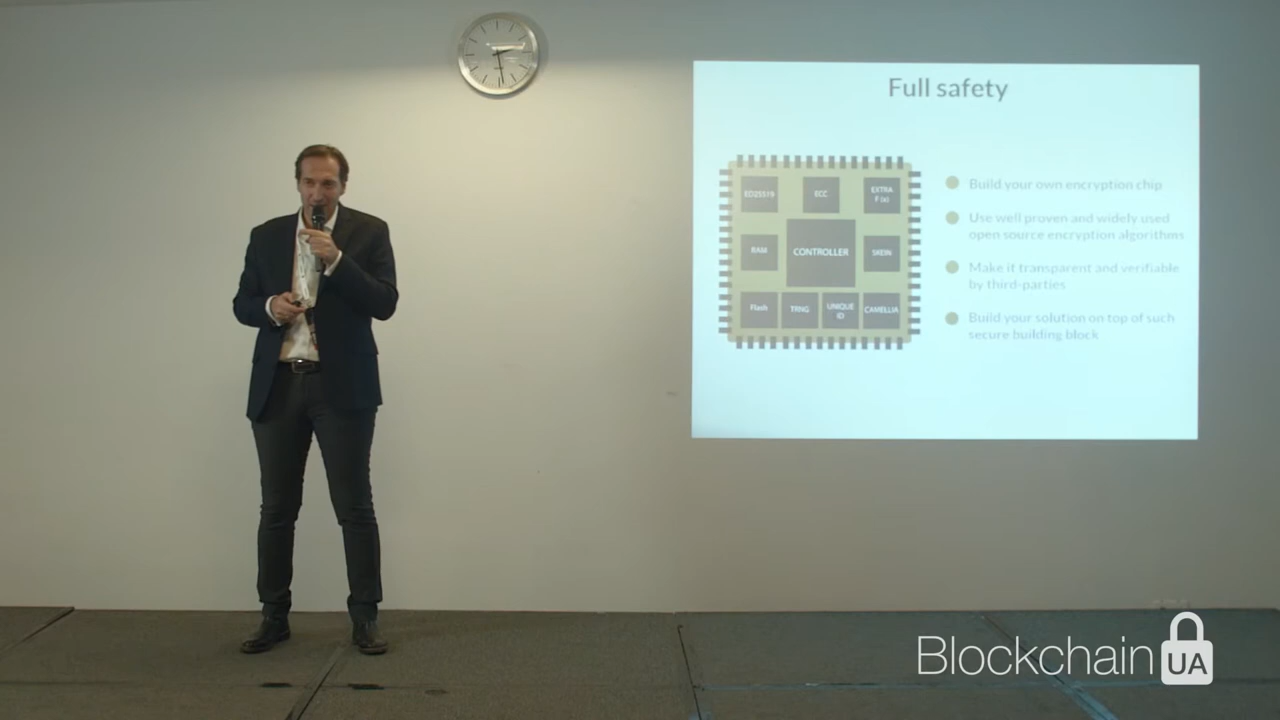 Full safety
ED25519
ECC
EXTRA
F(a)
RAM
CONTROLLER
SKEIN
Flash
TRNG
UNIQUE
ID
CAMELLIA
Build your own encryption chip
Use well proven and widely used
open source encryption algorithms
Make it transparent and verifiable
by third-parties
Build your solution on top of such
secure building block
Blockchain UA